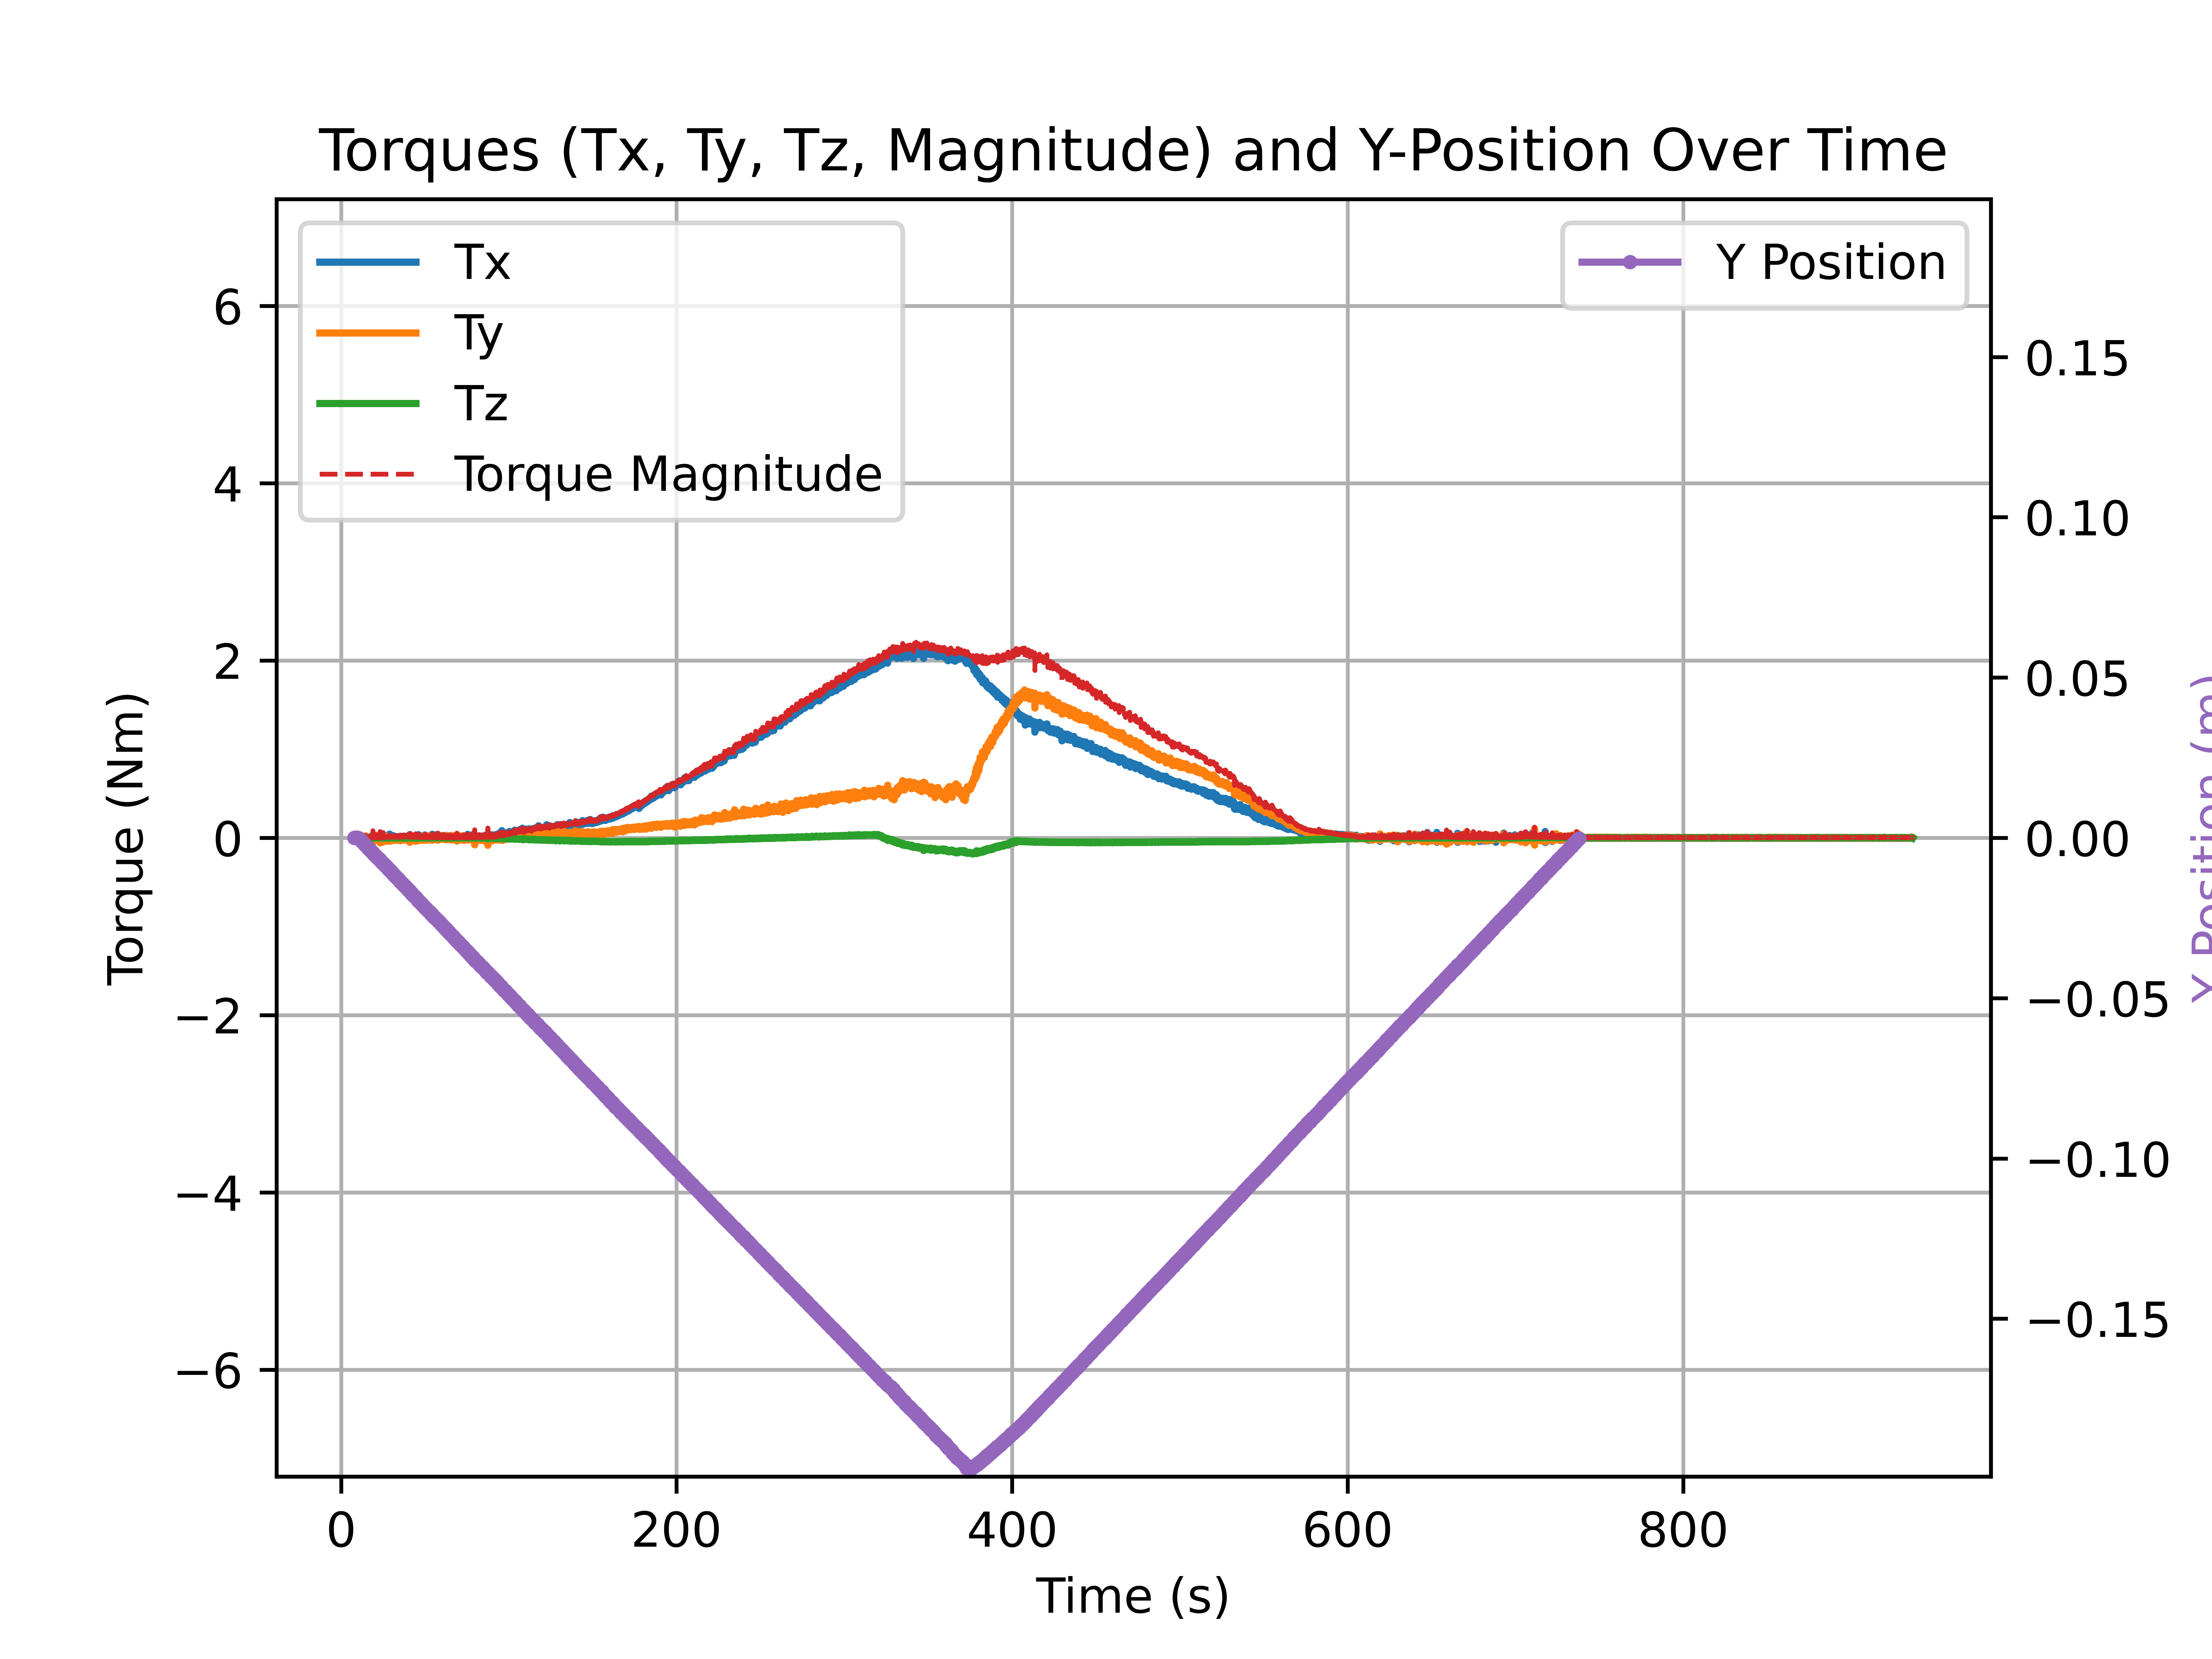 Torques (Tx, Ty, Tz, Magnitude) and Y-Position Over Time
Tx
Ty
Tz
Torque Magnitude
Y Position
6
4
2
0
−2
−4
−6
Torque (Nm)
0.15
0.10
0.05
0.00
−0.05
−0.10
−0.15
Y Position (m)
0
200
400
600
800
Time (s)